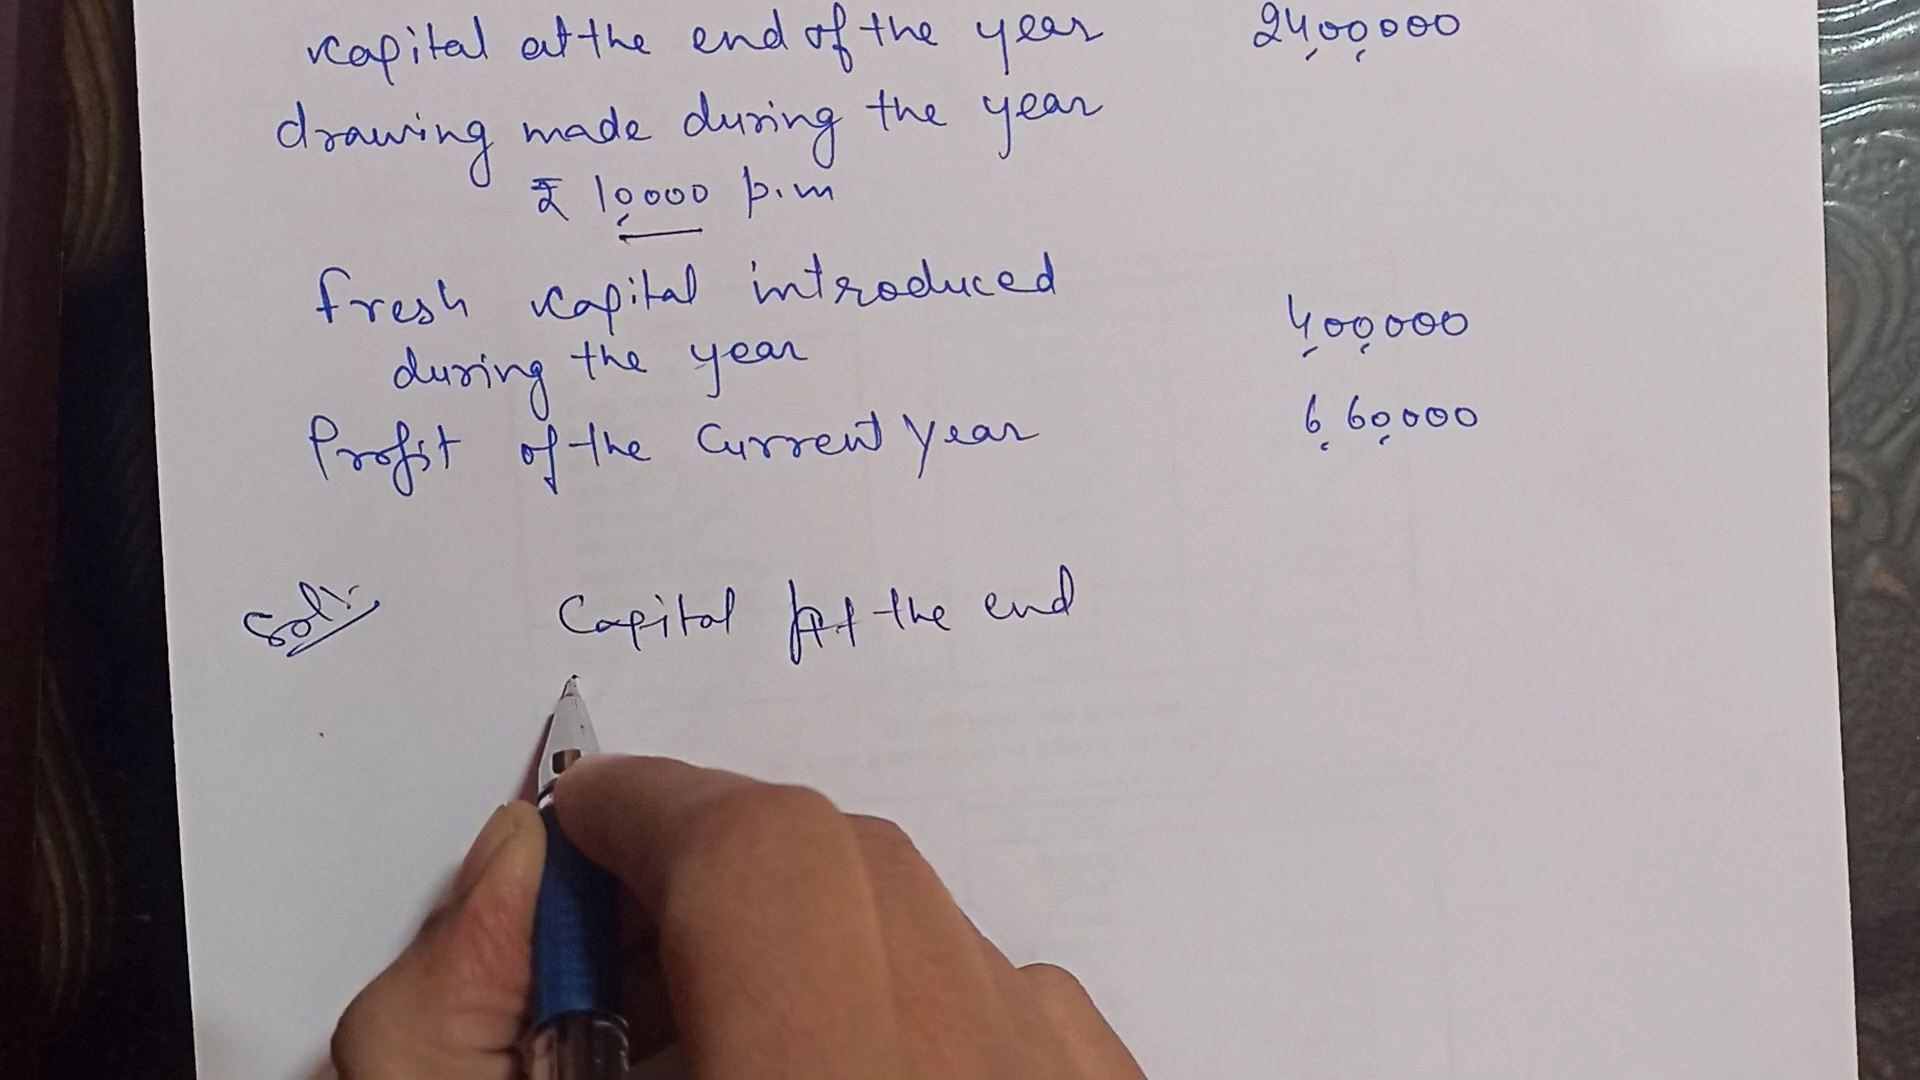 Capital at the end of the year 24,00,000
drawing made during the year
₹ 10,000 p.m
fresh capital introduced
during the year 4,00,000
Profit of the Current Year 6,60,000
Sol:
Capital At the end